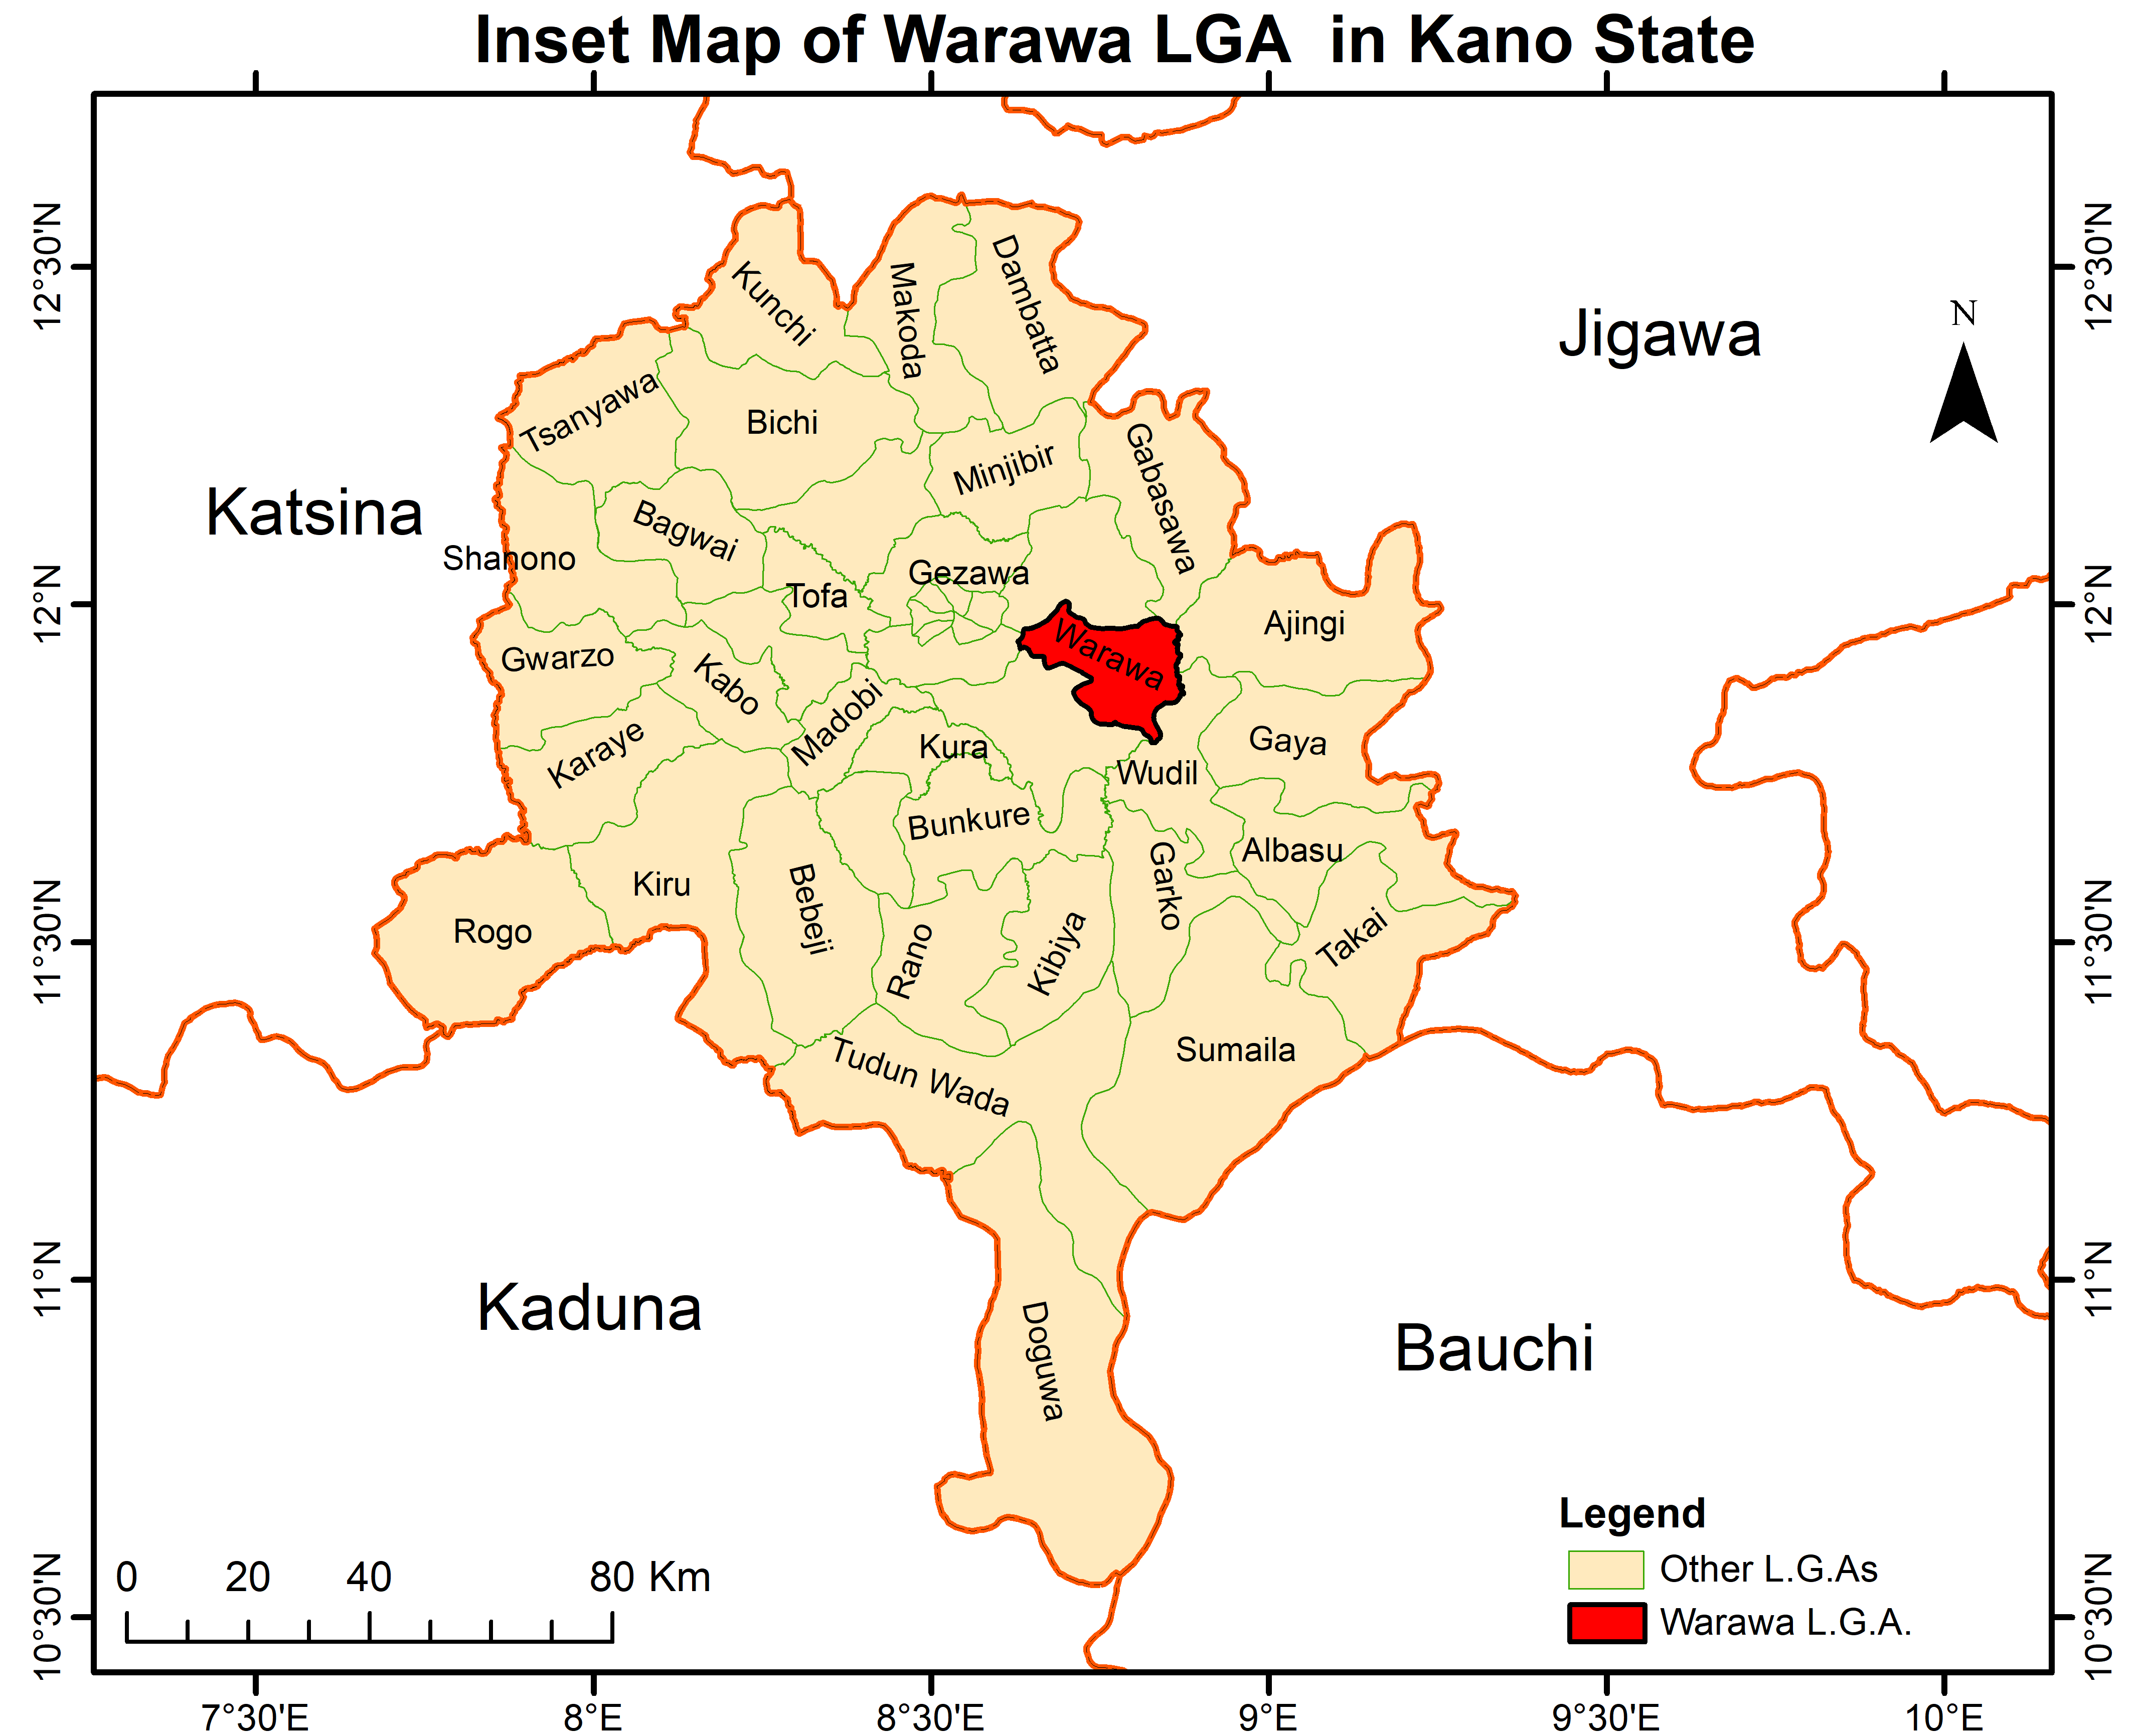 Inset Map of Warawa LGA  in Kano State
12°30'N
12°30'N
Jigawa
N
Kunchi
Makoda
Dambatta
Tsanyawa
Bichi
Gabasawa
Minjibir
Katsina
Bagwai
Shanono
Gezawa
Tofa
12°N
12°N
Ajingi
Warawa
Gwarzo
Kabo
Madobi
Karaye
Kura
Gaya
Wudil
Bunkure
Albasu
Garko
Kiru
Bebeji
Rogo
Rano
Kibiya
Takai
11°30'N
11°30'N
Sumaila
Tudun Wada
11°N
11°N
Kaduna
Doguwa
Bauchi
Legend
Other L.G.As
Warawa L.G.A.
0 20 40 80 Km
10°30'N
10°30'N
7°30'E 8°E 8°30'E 9°E 9°30'E 10°E